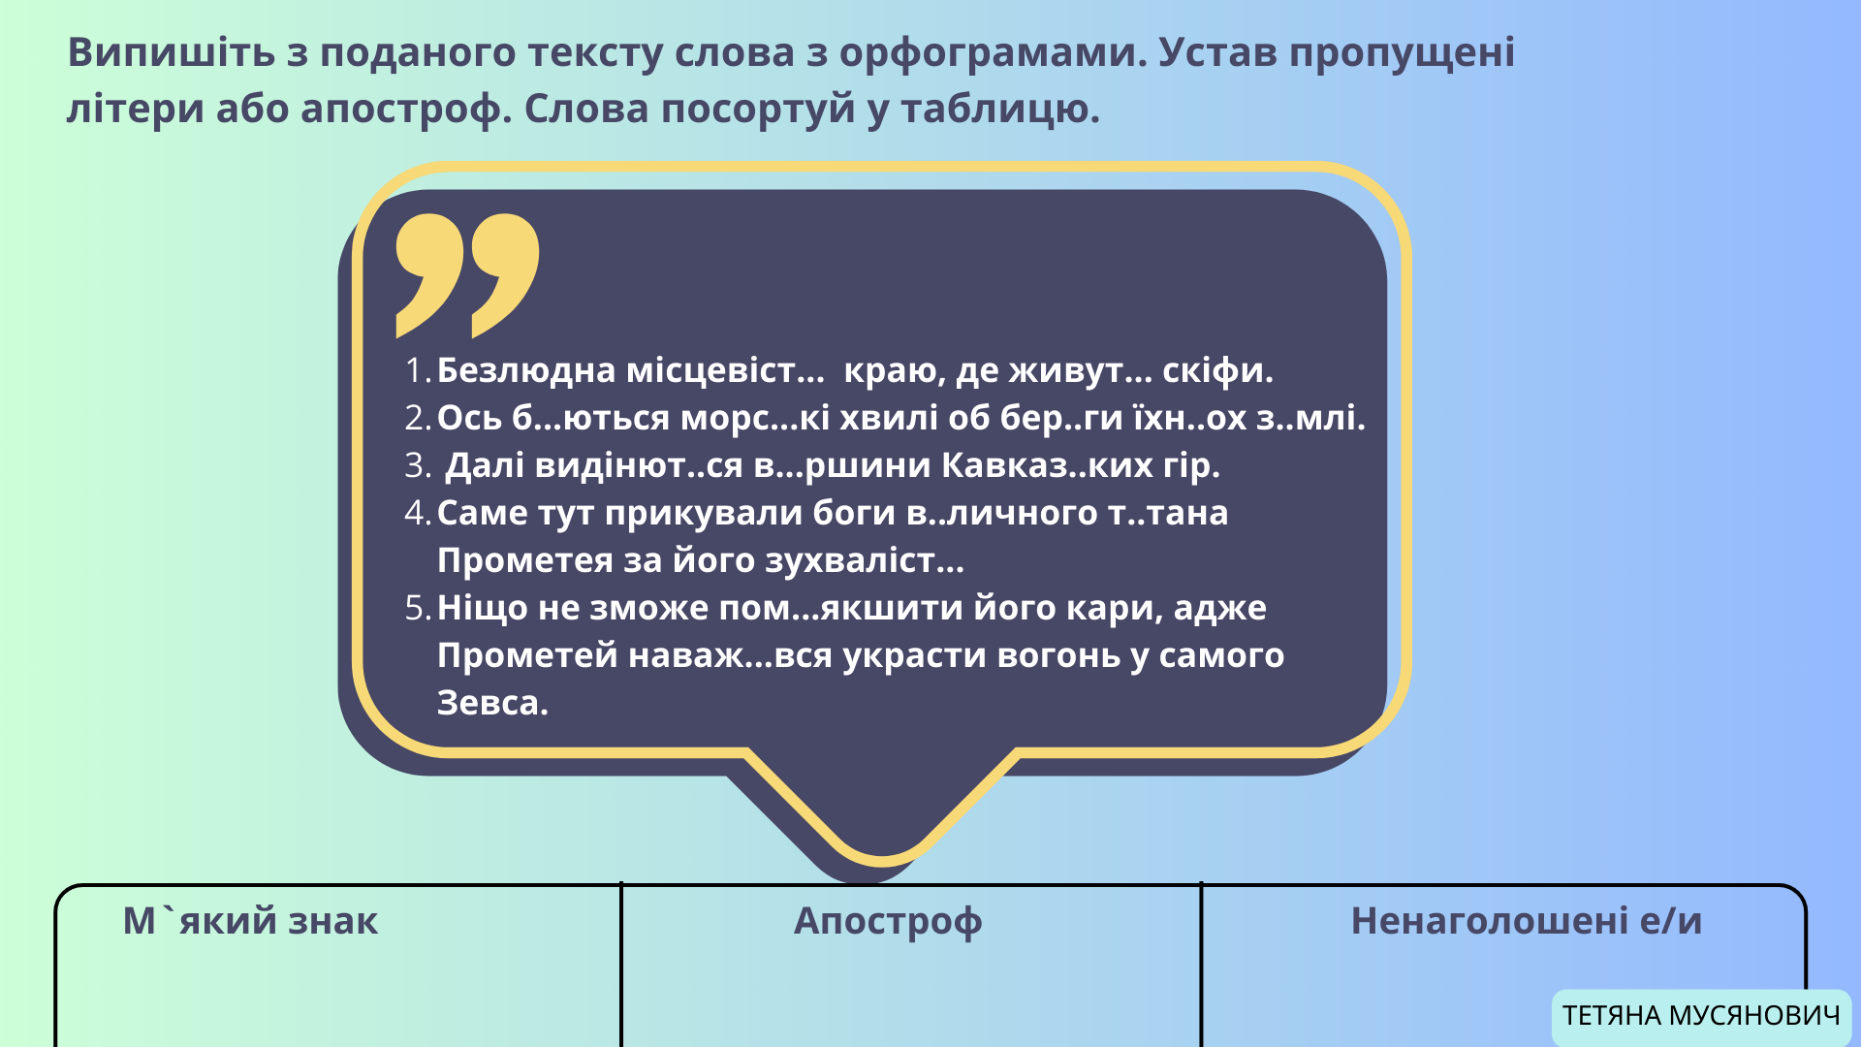 Випишіть з поданого тексту слова з орфограмами. Устав пропущені
літери або апостроф. Слова посортуй у таблицю.
1. Безлюдна місцевіст...  краю, де живут... скіфи.
2. Ось б...ються морс...кі хвилі об бер..ги їхн..ох з..млі.
3. Далі видінют..ся в...ршини Кавказ..ких гір.
4. Саме тут прикували боги в..личного т..тана
Прометея за його зухваліст...
5. Ніщо не зможе пом...якшити його кари, адже
Прометей наваж...вся украсти вогонь у самого
Зевса.
М`який знак
Апостроф
Ненаголошені е/и
ТЕТЯНА МУСЯНОВИЧ